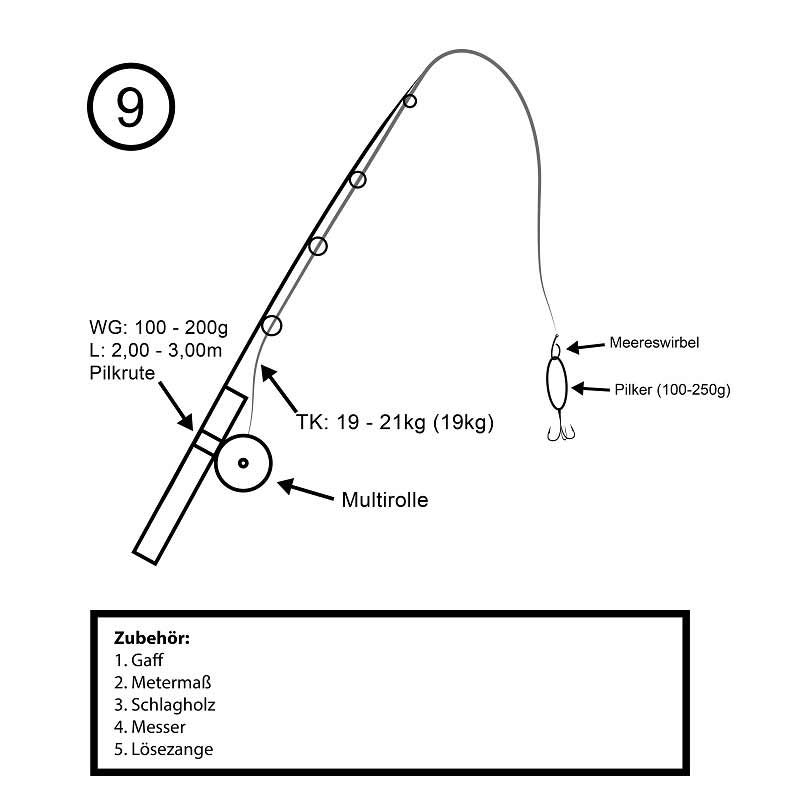 9
WG: 100 - 200g
L: 2,00 - 3,00m
Pilkrute
Meereswirbel
Pilker (100-250g)
TK: 19 - 21kg (19kg)
Multirolle
Zubehör:
1. Gaff
2. Metermaß
3. Schlagholz
4. Messer
5. Lösezange